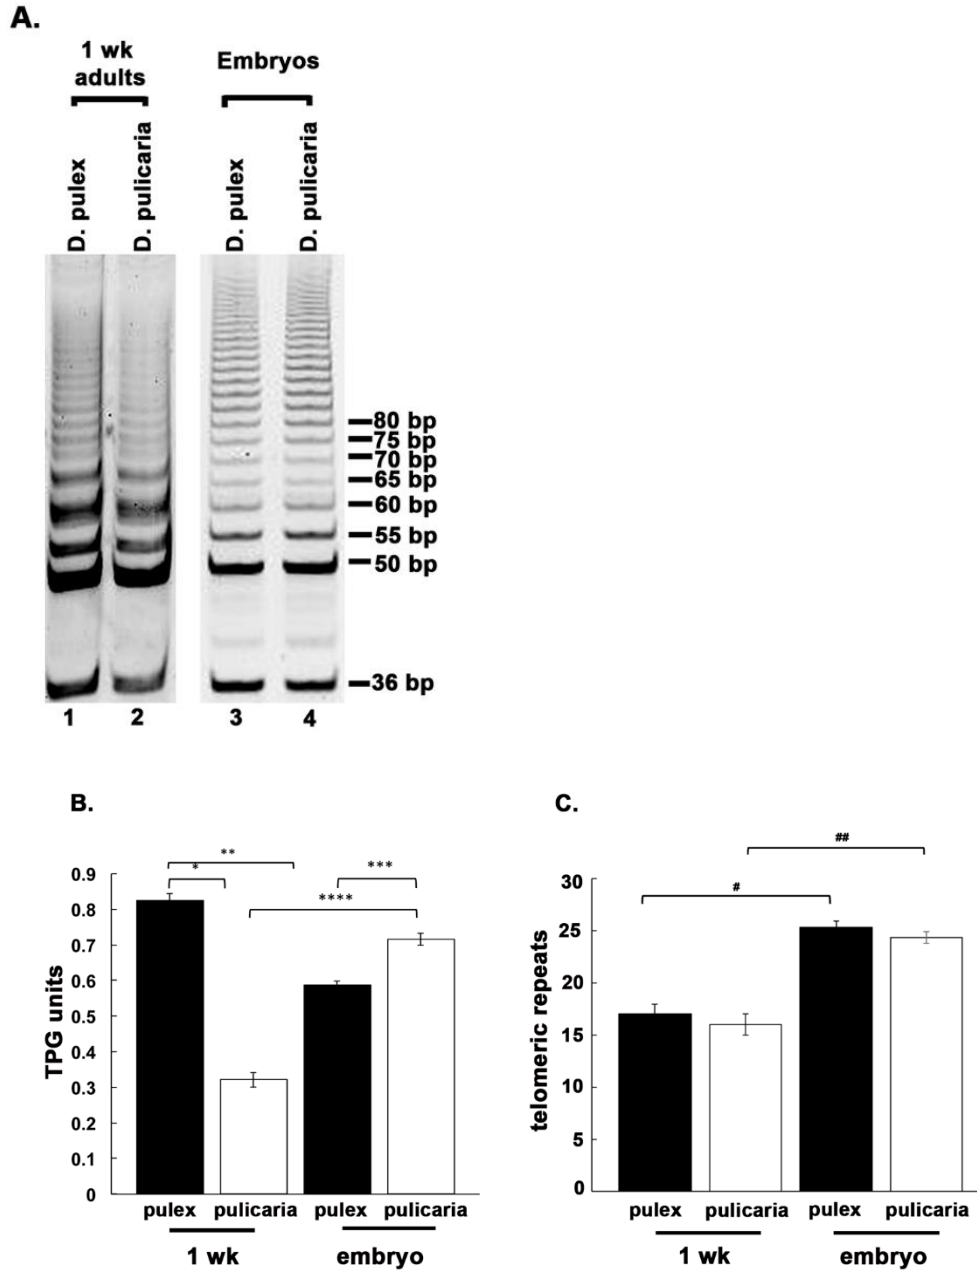 A.
1 wk
adults
Embryos
D. pulex
D. pulicaria
D. pulex
D. pulicaria
80 bp
75 bp
70 bp
65 bp
60 bp
55 bp
50 bp
36 bp
1 2 3 4
B.
**
*
***
****
0.9
0.8
0.7
0.6
0.5
0.4
0.3
0.2
0.1
0
TPG units
pulex pulicaria pulex pulicaria
1 wk embryo
C.
##
#
30
25
20
15
10
5
0
telomeric repeats
pulex pulicaria pulex pulicaria
1 wk embryo